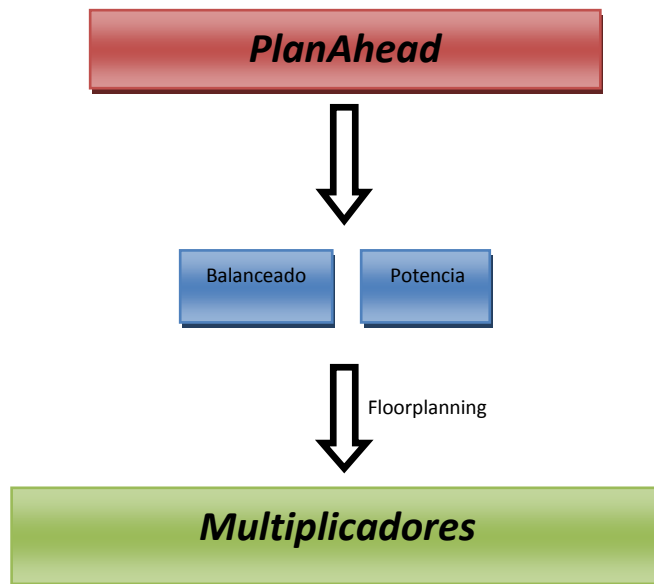 PlanAhead
Balanceado
Potencia
Floorplanning
Multiplicadores